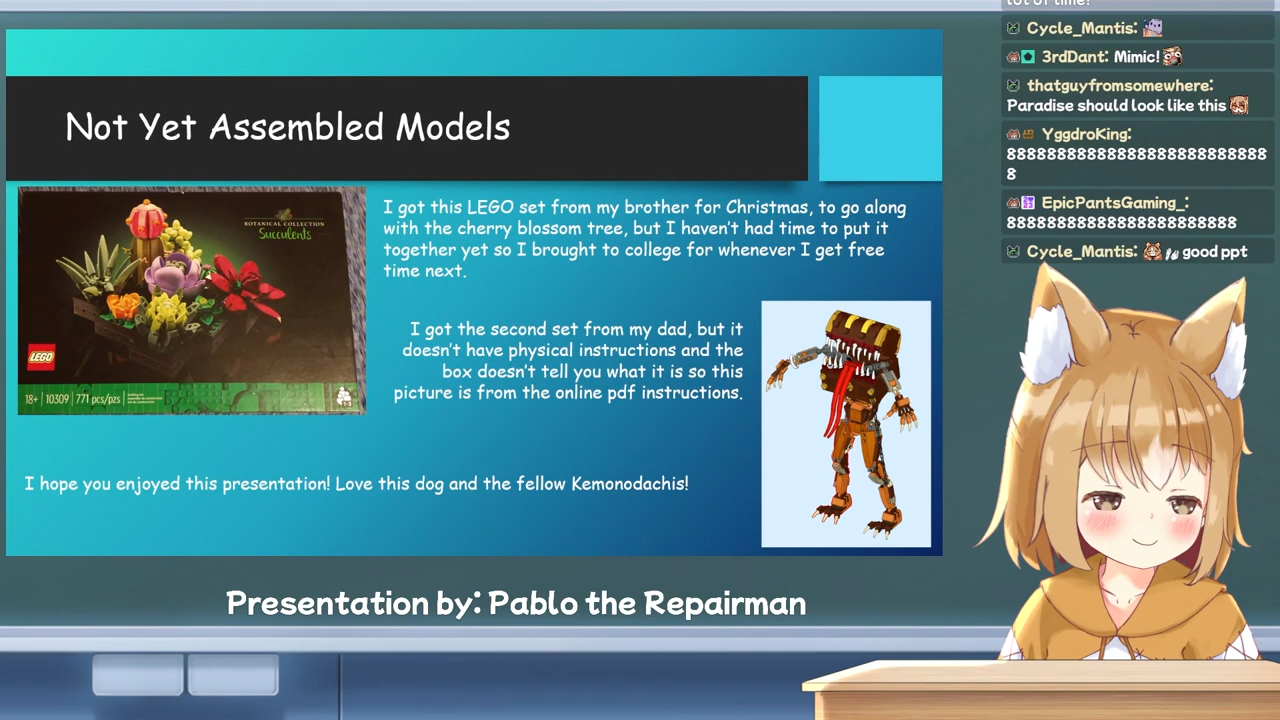 Not Yet Assembled Models
BOTANICAL COLLECTION
Succulents
LEGO
18+ | 10309 | 771 pcs/pzs
I got this LEGO set from my brother for Christmas, to go along
with the cherry blossom tree, but I haven't had time to put it
together yet so I brought to college for whenever I get free
time next.
I got the second set from my dad, but it
doesn't have physical instructions and the
box doesn't tell you what it is so this
picture is from the online pdf instructions.
I hope you enjoyed this presentation! Love this dog and the fellow Kemonodachis!
Presentation by: Pablo the Repairman
lot of time!
Cycle_Mantis:
3rdDant: Mimic!
thatguyfromsomewhere:
Paradise should look like this
YggdroKing:
88888888888888888888888888
8
EpicPantsGaming_:
88888888888888888888888
Cycle_Mantis: good ppt